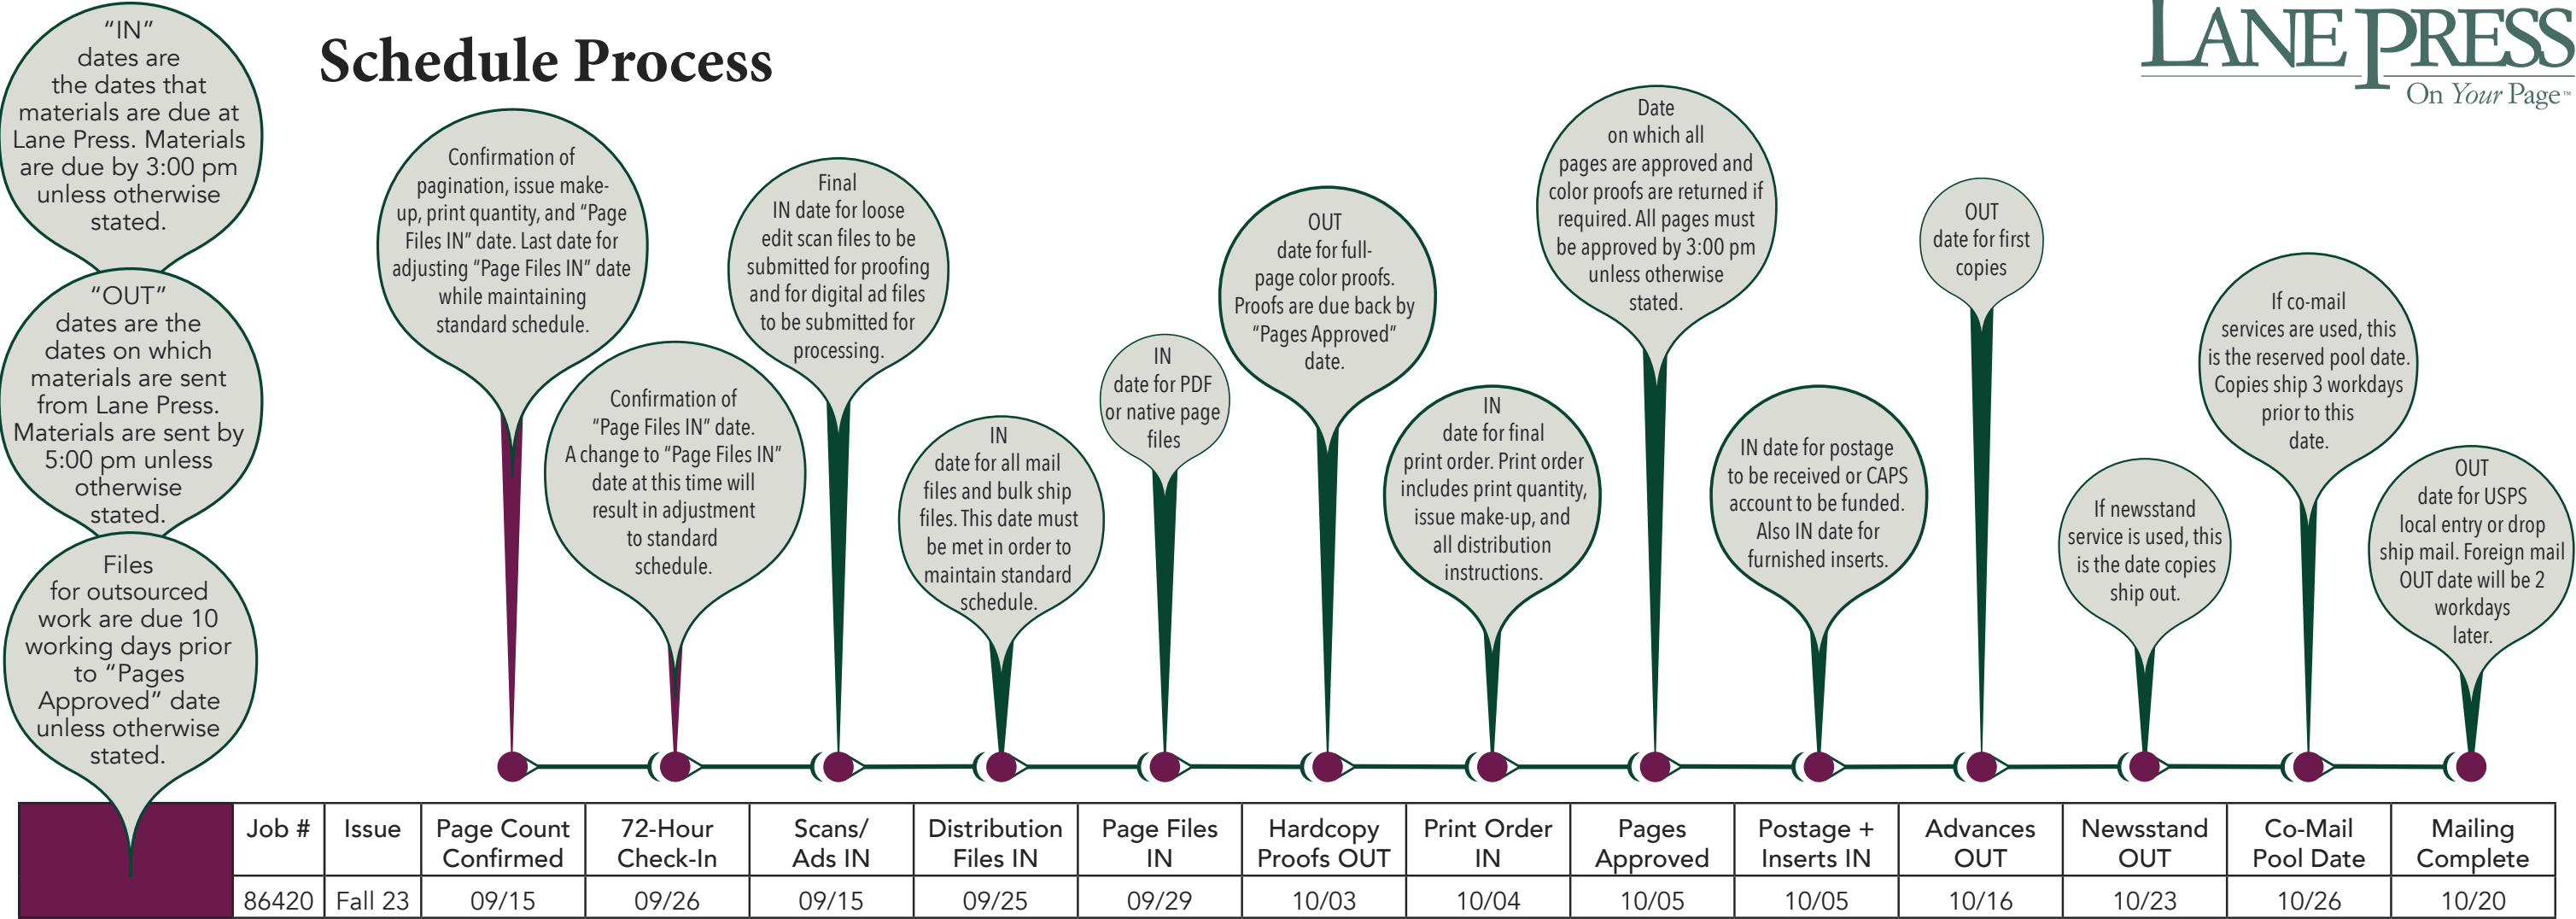 “IN”
dates are
the dates that
materials are due at
Lane Press. Materials
are due by 3:00 pm
unless otherwise
stated.
“OUT”
dates are the
dates on which
materials are sent
from Lane Press.
Materials are sent by
5:00 pm unless
otherwise
stated.
Files
for outsourced
work are due 10
working days prior
to “Pages
Approved” date
unless otherwise
stated.
Schedule Process
LANE PRESS
On Your Page™
Confirmation of
pagination, issue make-
up, print quantity, and “Page
Files IN” date. Last date for
adjusting “Page Files IN” date
while maintaining
standard schedule.
Confirmation of
“Page Files IN” date.
A change to “Page Files IN”
date at this time will
result in adjustment
to standard
schedule.
Final
IN date for loose
edit scan files to be
submitted for proofing
and for digital ad files
to be submitted for
processing.
IN
date for all mail
files and bulk ship
files. This date must
be met in order to
maintain standard
schedule.
IN
date for PDF
or native page
files
OUT
date for full-
page color proofs.
Proofs are due back by
“Pages Approved”
date.
IN
date for final
print order. Print order
includes print quantity,
issue make-up, and
all distribution
instructions.
Date
on which all
pages are approved and
color proofs are returned if
required. All pages must
be approved by 3:00 pm
unless otherwise
stated.
IN date for postage
to be received or CAPS
account to be funded.
Also IN date for
furnished inserts.
OUT
date for first
copies
If newsstand
service is used, this
is the date copies
ship out.
If co-mail
services are used, this
is the reserved pool date.
Copies ship 3 workdays
prior to this
date.
OUT
date for USPS
local entry or drop
ship mail. Foreign mail
OUT date will be 2
workdays
later.
Job # Issue Page Count Confirmed 72-Hour Check-In Scans/ Ads IN Distribution Files IN Page Files IN Hardcopy Proofs OUT Print Order IN Pages Approved Postage + Inserts IN Advances OUT Newsstand OUT Co-Mail Pool Date Mailing Complete
86420 Fall 23 09/15 09/26 09/15 09/25 09/29 10/03 10/04 10/05 10/05 10/16 10/23 10/26 10/20